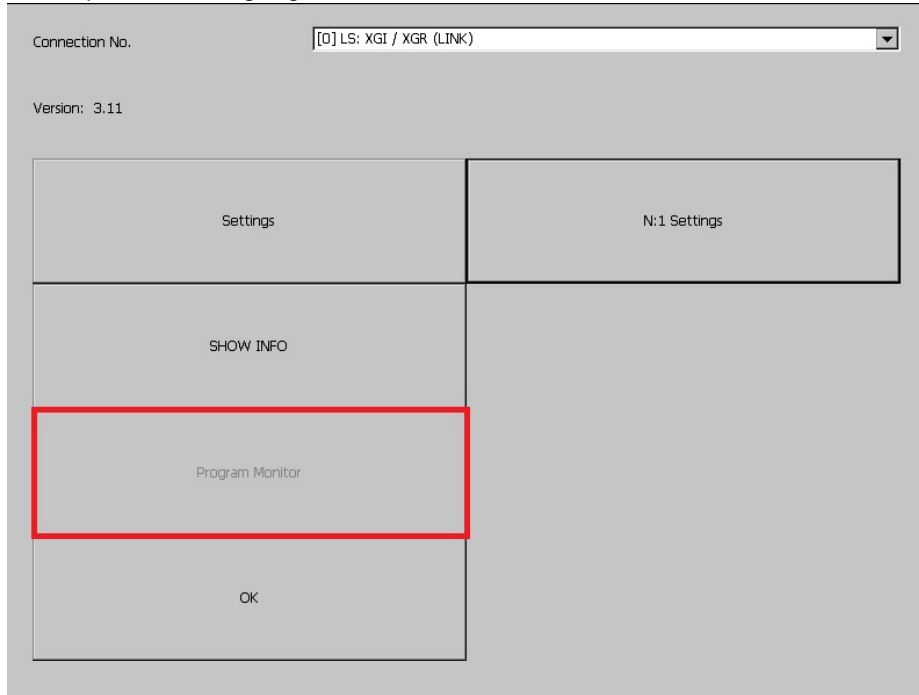 Connection No.
[0] LS: XGI / XGR (LINK)
Version: 3.11
Settings
N:1 Settings
SHOW INFO
Program Monitor
OK